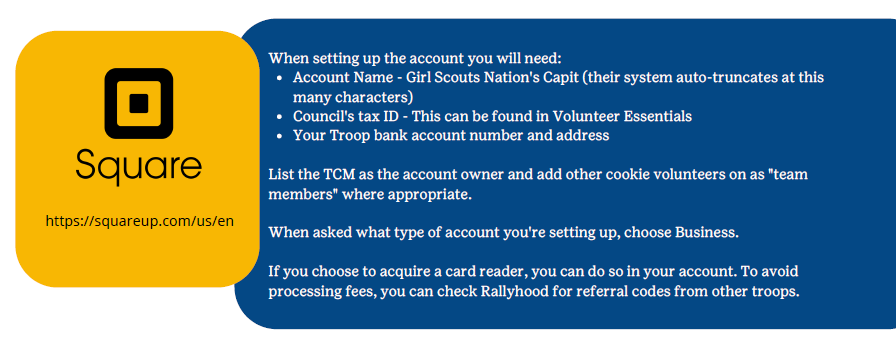 Square
https://squareup.com/us/en
When setting up the account you will need:
• Account Name - Girl Scouts Nation's Capit (their system auto-truncates at this
many characters)
• Council's tax ID - This can be found in Volunteer Essentials
• Your Troop bank account number and address
List the TCM as the account owner and add other cookie volunteers on as "team
members" where appropriate.
When asked what type of account you're setting up, choose Business.
If you choose to acquire a card reader, you can do so in your account. To avoid
processing fees, you can check Rallyhood for referral codes from other troops.